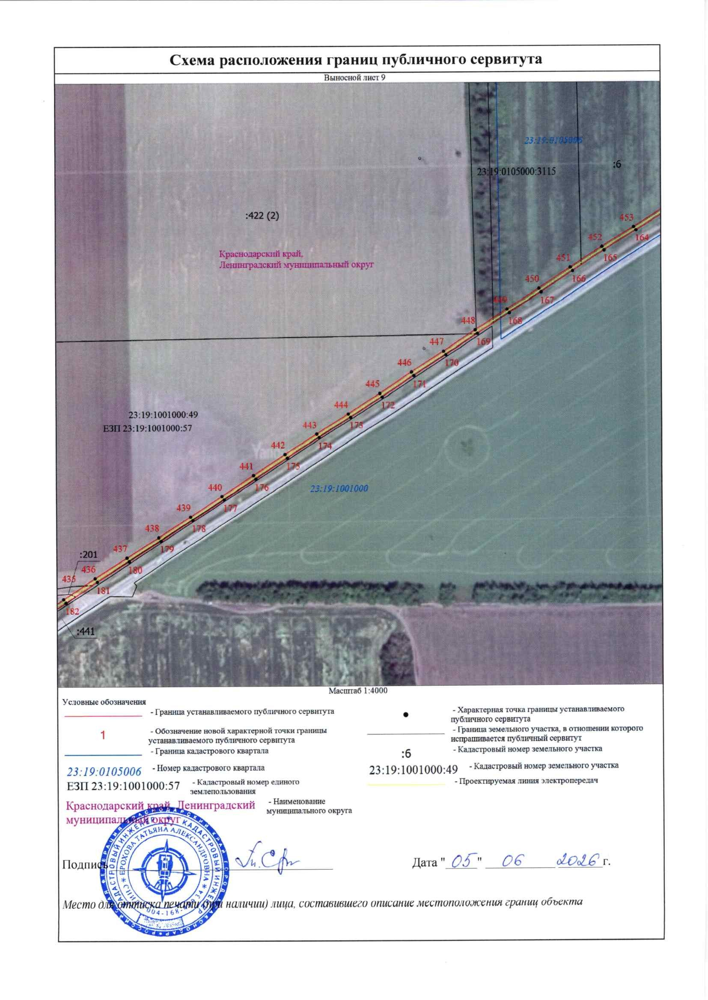 Схема расположения границ публичного сервитута
Выносной лист 9
23:19:0105006
:6
23:19:0105000:3115
:422 (2)
Краснодарский край,
Ленинградский муниципальный округ
453
164
452
165
451
166
450
167
449
168
448
169
447
170
446
171
445
172
444
173
443
174
442
175
441
176
440
177
439
178
438
179
437
180
436
181
435
182
23:19:1001000:49
ЕЗП 23:19:1001000:57
23:19:1001000
:201
:441
Масштаб 1:4000
Условные обозначения
- Граница устанавливаемого публичного сервитута
1
- Обозначение новой характерной точки границы
устанавливаемого публичного сервитута
- Граница кадастрового квартала
23:19:0105006 - Номер кадастрового квартала
ЕЗП 23:19:1001000:57 - Кадастровый номер единого
землепользования
Краснодарский край, Ленинградский
муниципальный округ
- Наименование
муниципального округа
- Характерная точка границы устанавливаемого
публичного сервитута
- Граница земельного участка, в отношении которого
испрашивается публичный сервитут
:6 - Кадастровый номер земельного участка
23:19:1001000:49 - Кадастровый номер земельного участка
- Проектируемая линия электропередач
Подпись
Дата "05" 06 2026 г.
Место для оттиска печати (при наличии) лица, составившего описание местоположения границ объекта
ЕРОХОВА ТАТЬЯНА АЛЕКСАНДРОВНА
КАДАСТРОВЫЙ ИНЖЕНЕР